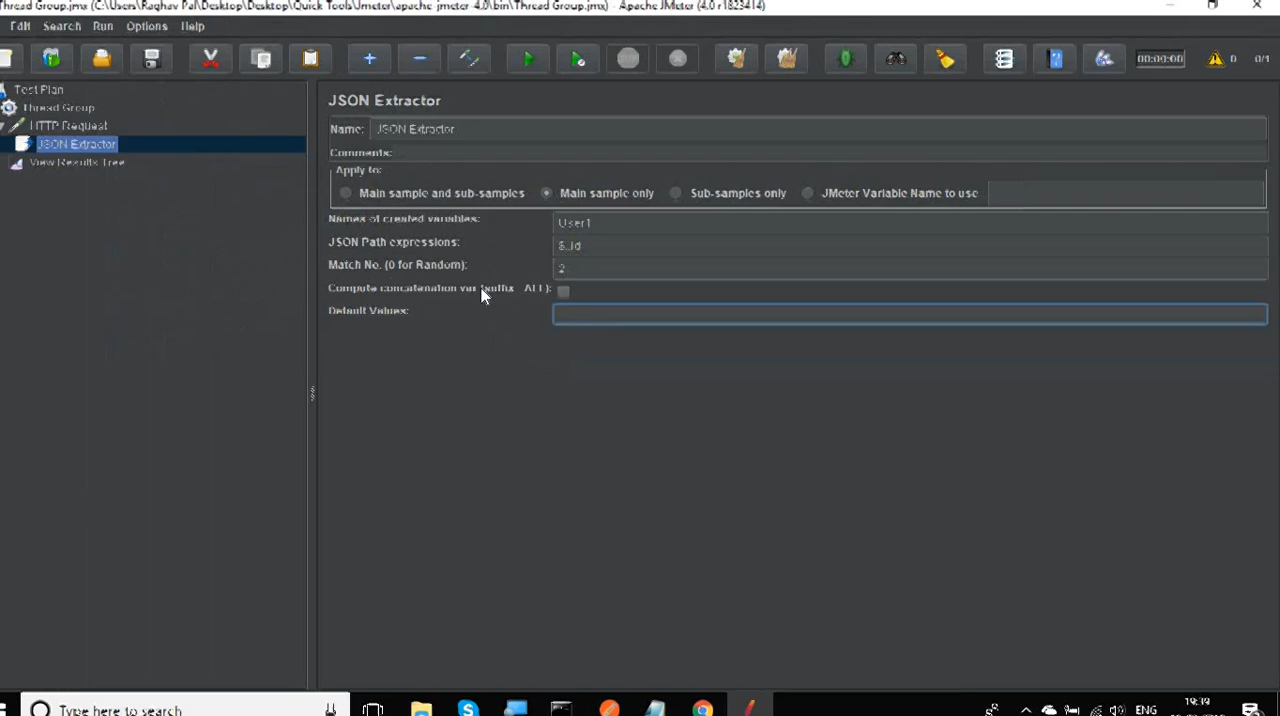 Thread Group.jmx (C:\Users\Raghav Pal\Desktop\Desktop\Quick Tools\Jmeter\apache-jmeter-4.0\bin\Thread Group.jmx) - Apache JMeter (4.0 r1823414)
Edit Search Run Options Help
00:00:00 0 0/1
Test Plan
Thread Group
HTTP Request
JSON Extractor
View Results Tree
JSON Extractor
Name: JSON Extractor
Comments:
Apply to:
Main sample and sub-samples Main sample only Sub-samples only JMeter Variable Name to use
Names of created variables: User1
JSON Path expressions: $..id
Match No. (0 for Random): 2
Compute concatenation var (suffix _ALL):
Default Values:
Type here to search
ENG
19:39